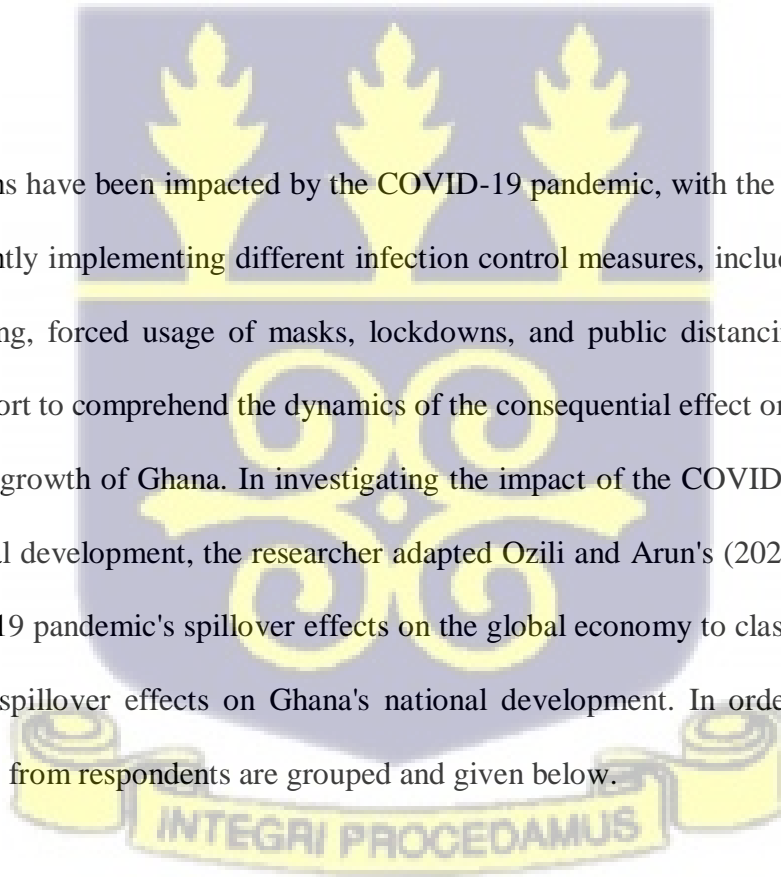 ns have been impacted by the COVID-19 pandemic, with the
ntly implementing different infection control measures, includ
ng, forced usage of masks, lockdowns, and public distancin
ort to comprehend the dynamics of the consequential effect on
growth of Ghana. In investigating the impact of the COVID
al development, the researcher adapted Ozili and Arun's (202
19 pandemic's spillover effects on the global economy to clas
spillover effects on Ghana's national development. In orde
from respondents are grouped and given below.
INTEGRI PROCEDAMUS